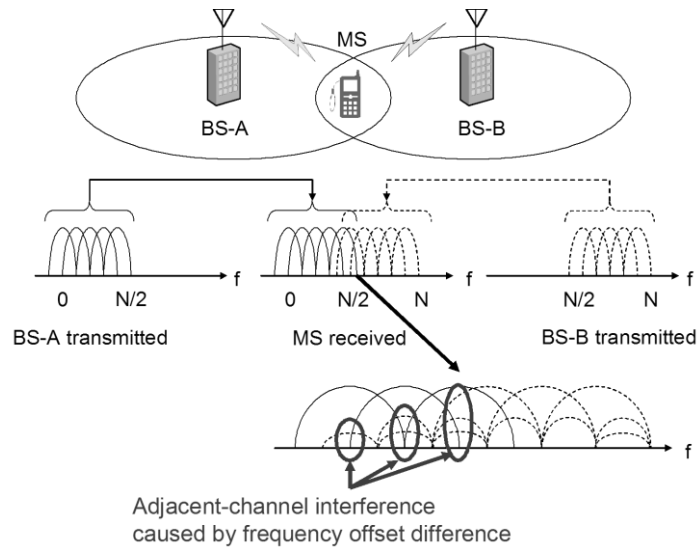 MS
BS-A
BS-B
f
f
f
0
N/2
0
N/2
N
N/2
N
BS-A transmitted
MS received
BS-B transmitted
f
Adjacent-channel interference
caused by frequency offset difference